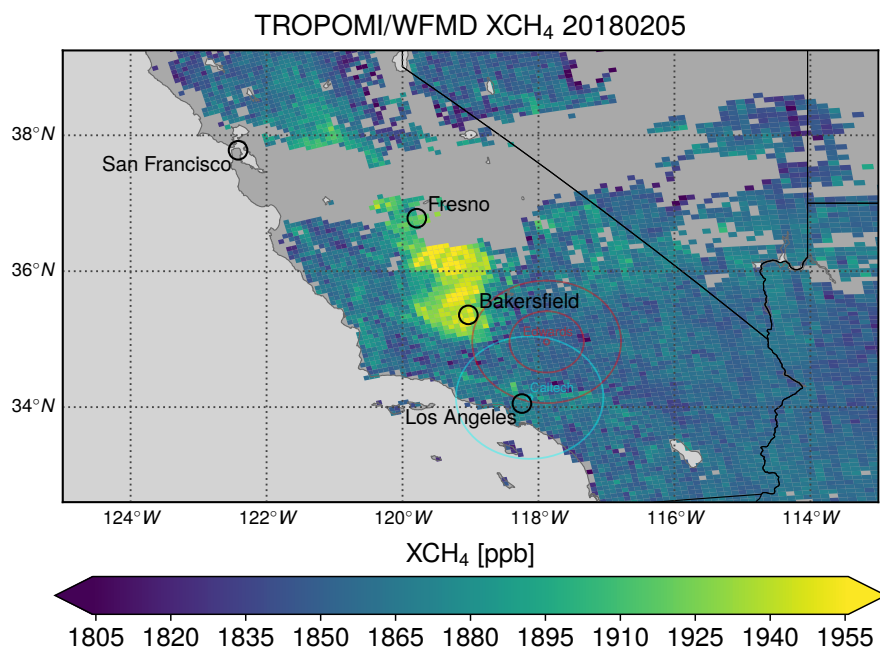 TROPOMI/WFMD XCH₄ 20180205
38°N
36°N
34°N
San Francisco
Fresno
Bakersfield
Caltech
Los Angeles
124°W 122°W 120°W 118°W 116°W 114°W
XCH₄ [ppb]
1805 1820 1835 1850 1865 1880 1895 1910 1925 1940 1955